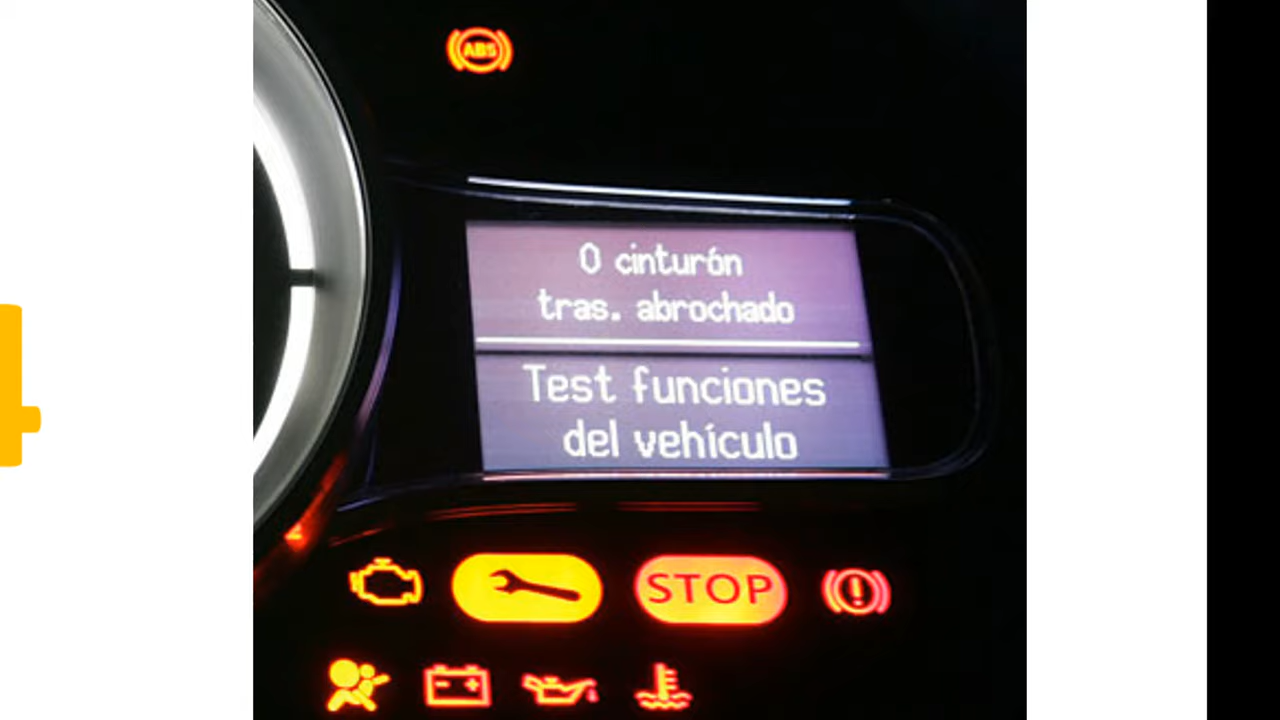 ABS
0 cinturón
tras. abrochado
Test funciones
del vehículo
STOP